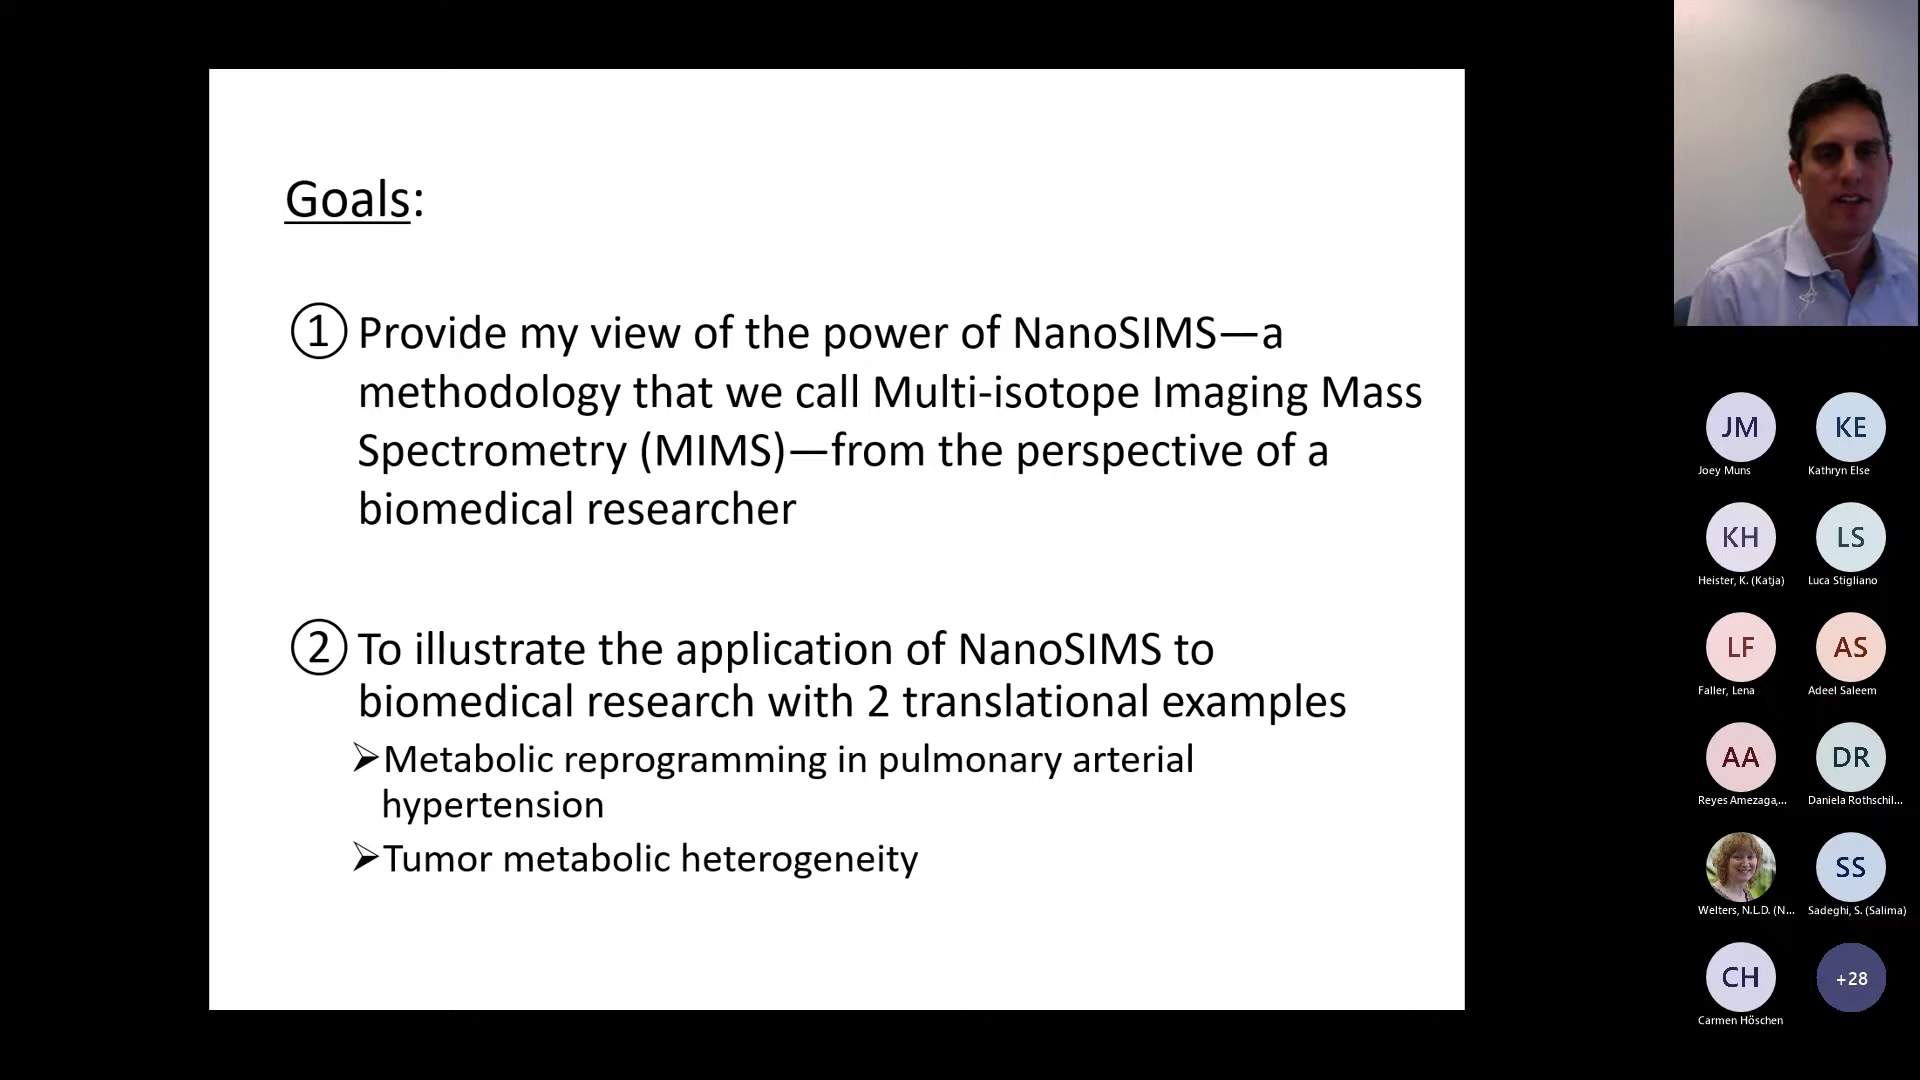 Goals:
① Provide my view of the power of NanoSIMS—a
methodology that we call Multi-isotope Imaging Mass
Spectrometry (MIMS)—from the perspective of a
biomedical researcher
② To illustrate the application of NanoSIMS to
biomedical research with 2 translational examples
➢Metabolic reprogramming in pulmonary arterial
hypertension
➢Tumor metabolic heterogeneity
JM
Joey Muns
KE
Kathryn Else
KH
Heister, K. (Katja)
LS
Luca Stigliano
LF
Faller, Lena
AS
Adeel Saleem
AA
Reyes Amezaga,...
DR
Daniela Rothschil...
Welters, N.L.D. (N...
SS
Sadeghi, S. (Salima)
CH
Carmen Höschen
+28